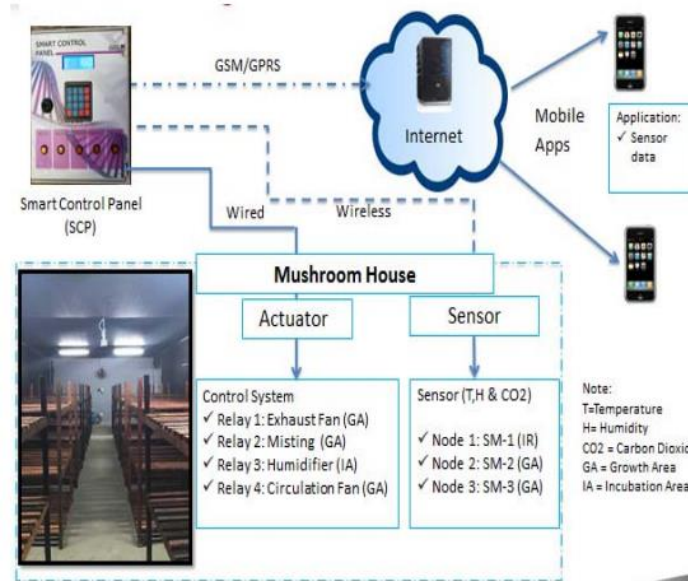 SMART CONTROL
PANEL
GSM/GPRS
Internet
Mobile
Apps
Application:
✓ Sensor
data
Smart Control Panel
(SCP)
Wired
Wireless
Mushroom House
Actuator
Sensor
Control System
✓ Relay 1: Exhaust Fan (GA)
✓ Relay 2: Misting (GA)
✓ Relay 3: Humidifier (IA)
✓ Relay 4: Circulation Fan (GA)
Sensor (T,H & CO2)
✓ Node 1: SM-1 (IR)
✓ Node 2: SM-2 (GA)
✓ Node 3: SM-3 (GA)
Note:
T=Temperature
H= Humidity
CO2 = Carbon Dioxic
GA = Growth Area
IA = Incubation Area